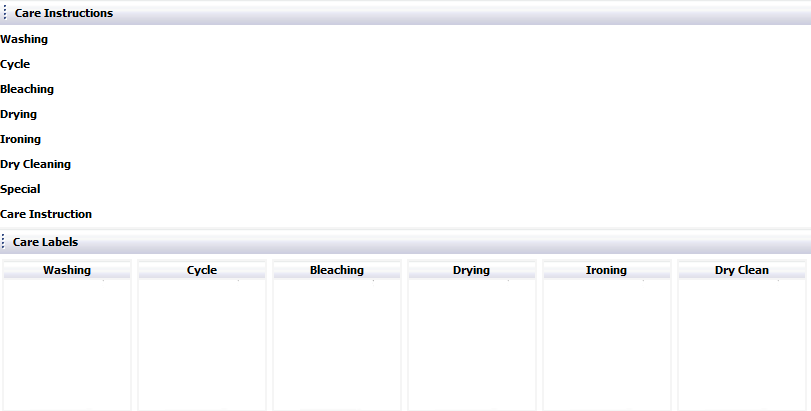 Care Instructions
Washing
Cycle
Bleaching
Drying
Ironing
Dry Cleaning
Special
Care Instruction
Care Labels
Washing Cycle Bleaching Drying Ironing Dry Clean